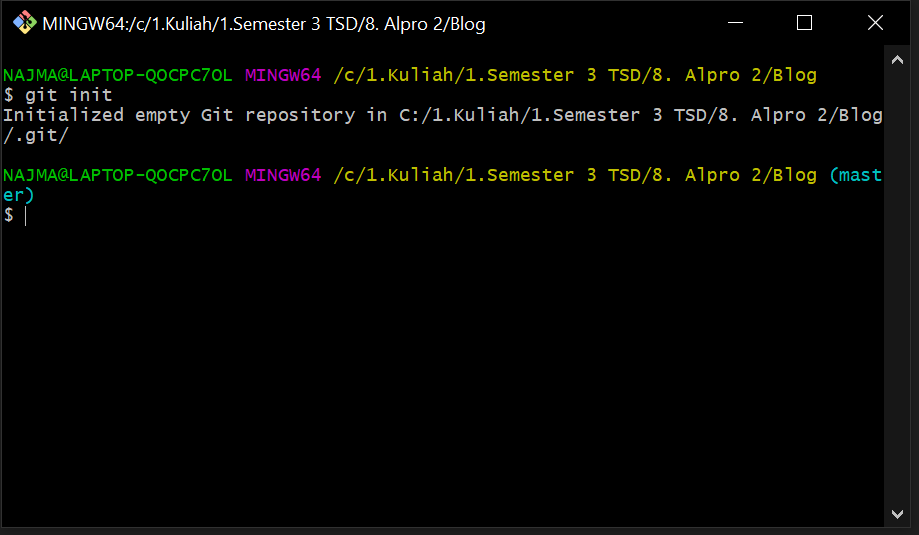 MINGW64:/c/1.Kuliah/1.Semester 3 TSD/8. Alpro 2/Blog
NAJMA@LAPTOP-QOCPC7OL MINGW64 /c/1.Kuliah/1.Semester 3 TSD/8. Alpro 2/Blog
$ git init
Initialized empty Git repository in C:/1.Kuliah/1.Semester 3 TSD/8. Alpro 2/Blog
/.git/
NAJMA@LAPTOP-QOCPC7OL MINGW64 /c/1.Kuliah/1.Semester 3 TSD/8. Alpro 2/Blog (mast
er)
$